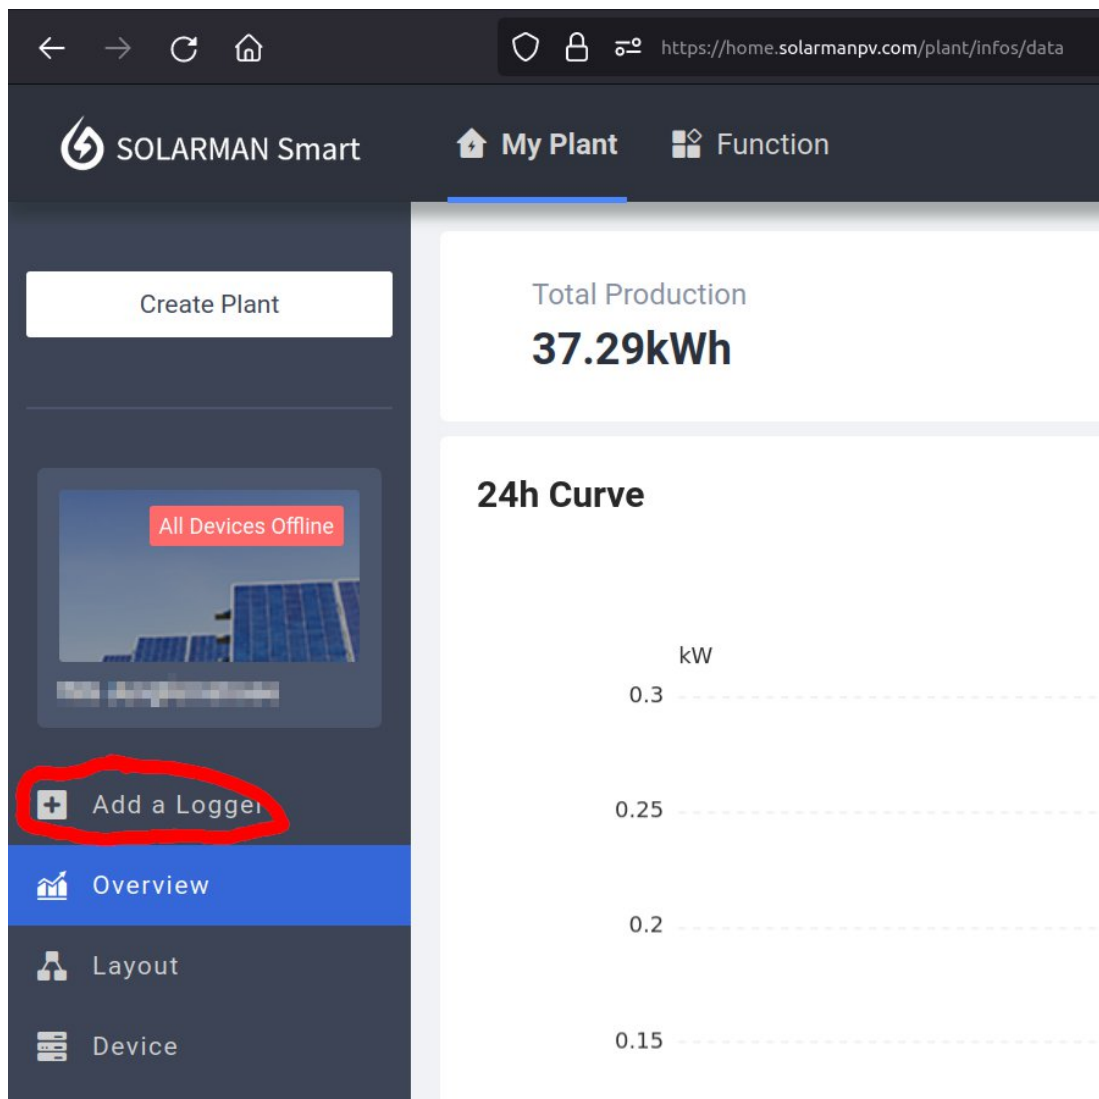 https://home.solarmanpv.com/plant/infos/data
SOLARMAN Smart
My Plant
Function
Create Plant
Total Production
37.29kWh
All Devices Offline
24h Curve
kW
0.3
0.25
0.2
0.15
Add a Logger
Overview
Layout
Device